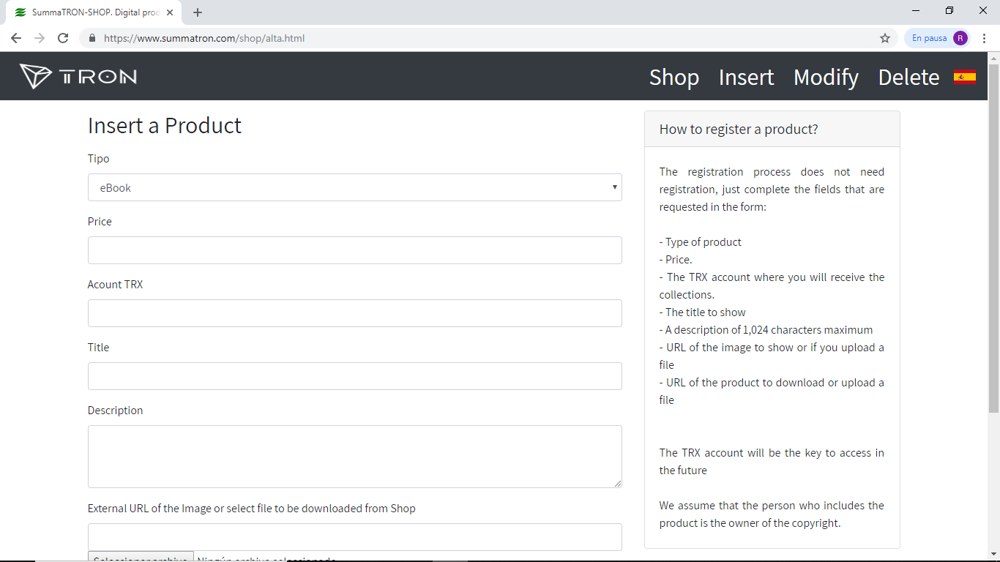 SummaTRON-SHOP. Digital prod
https://www.summatron.com/shop/alta.html
En pausa R
TRON
Shop Insert Modify Delete
Insert a Product
Tipo
eBook
Price
Acount TRX
Title
Description
External URL of the Image or select file to be downloaded from Shop
Seleccionar archivo Ningún archivo seleccionado
How to register a product?
The registration process does not need
registration, just complete the fields that are
requested in the form:
- Type of product
- Price.
- The TRX account where you will receive the
collections.
- The title to show
- A description of 1,024 characters maximum
- URL of the image to show or if you upload a
file
- URL of the product to download or upload a
file
The TRX account will be the key to access in
the future
We assume that the person who includes the
product is the owner of the copyright.